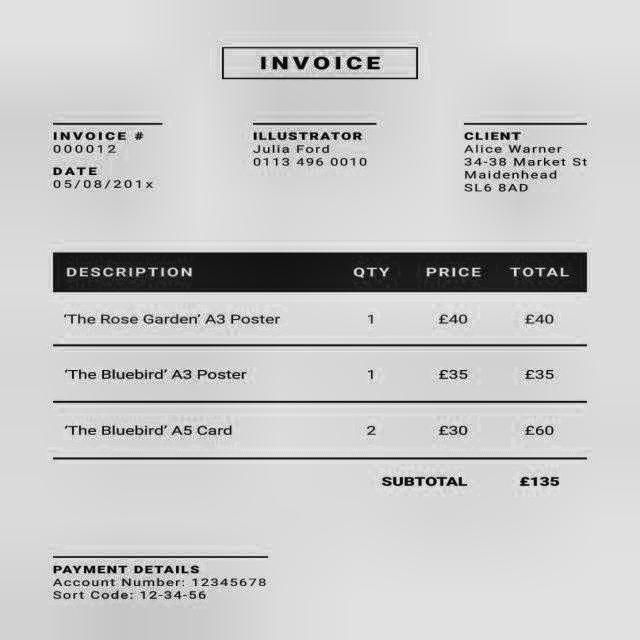 INVOICE
INVOICE #
000012
DATE
05/08/201x
ILLUSTRATOR
Julia Ford
0113 496 0010
CLIENT
Alice Warner
34-38 Market St
Maidenhead
SL6 8AD
DESCRIPTION QTY PRICE TOTAL
‘The Rose Garden’ A3 Poster 1 £40 £40
‘The Bluebird’ A3 Poster 1 £35 £35
‘The Bluebird’ A5 Card 2 £30 £60
SUBTOTAL £135
PAYMENT DETAILS
Account Number: 12345678
Sort Code: 12-34-56